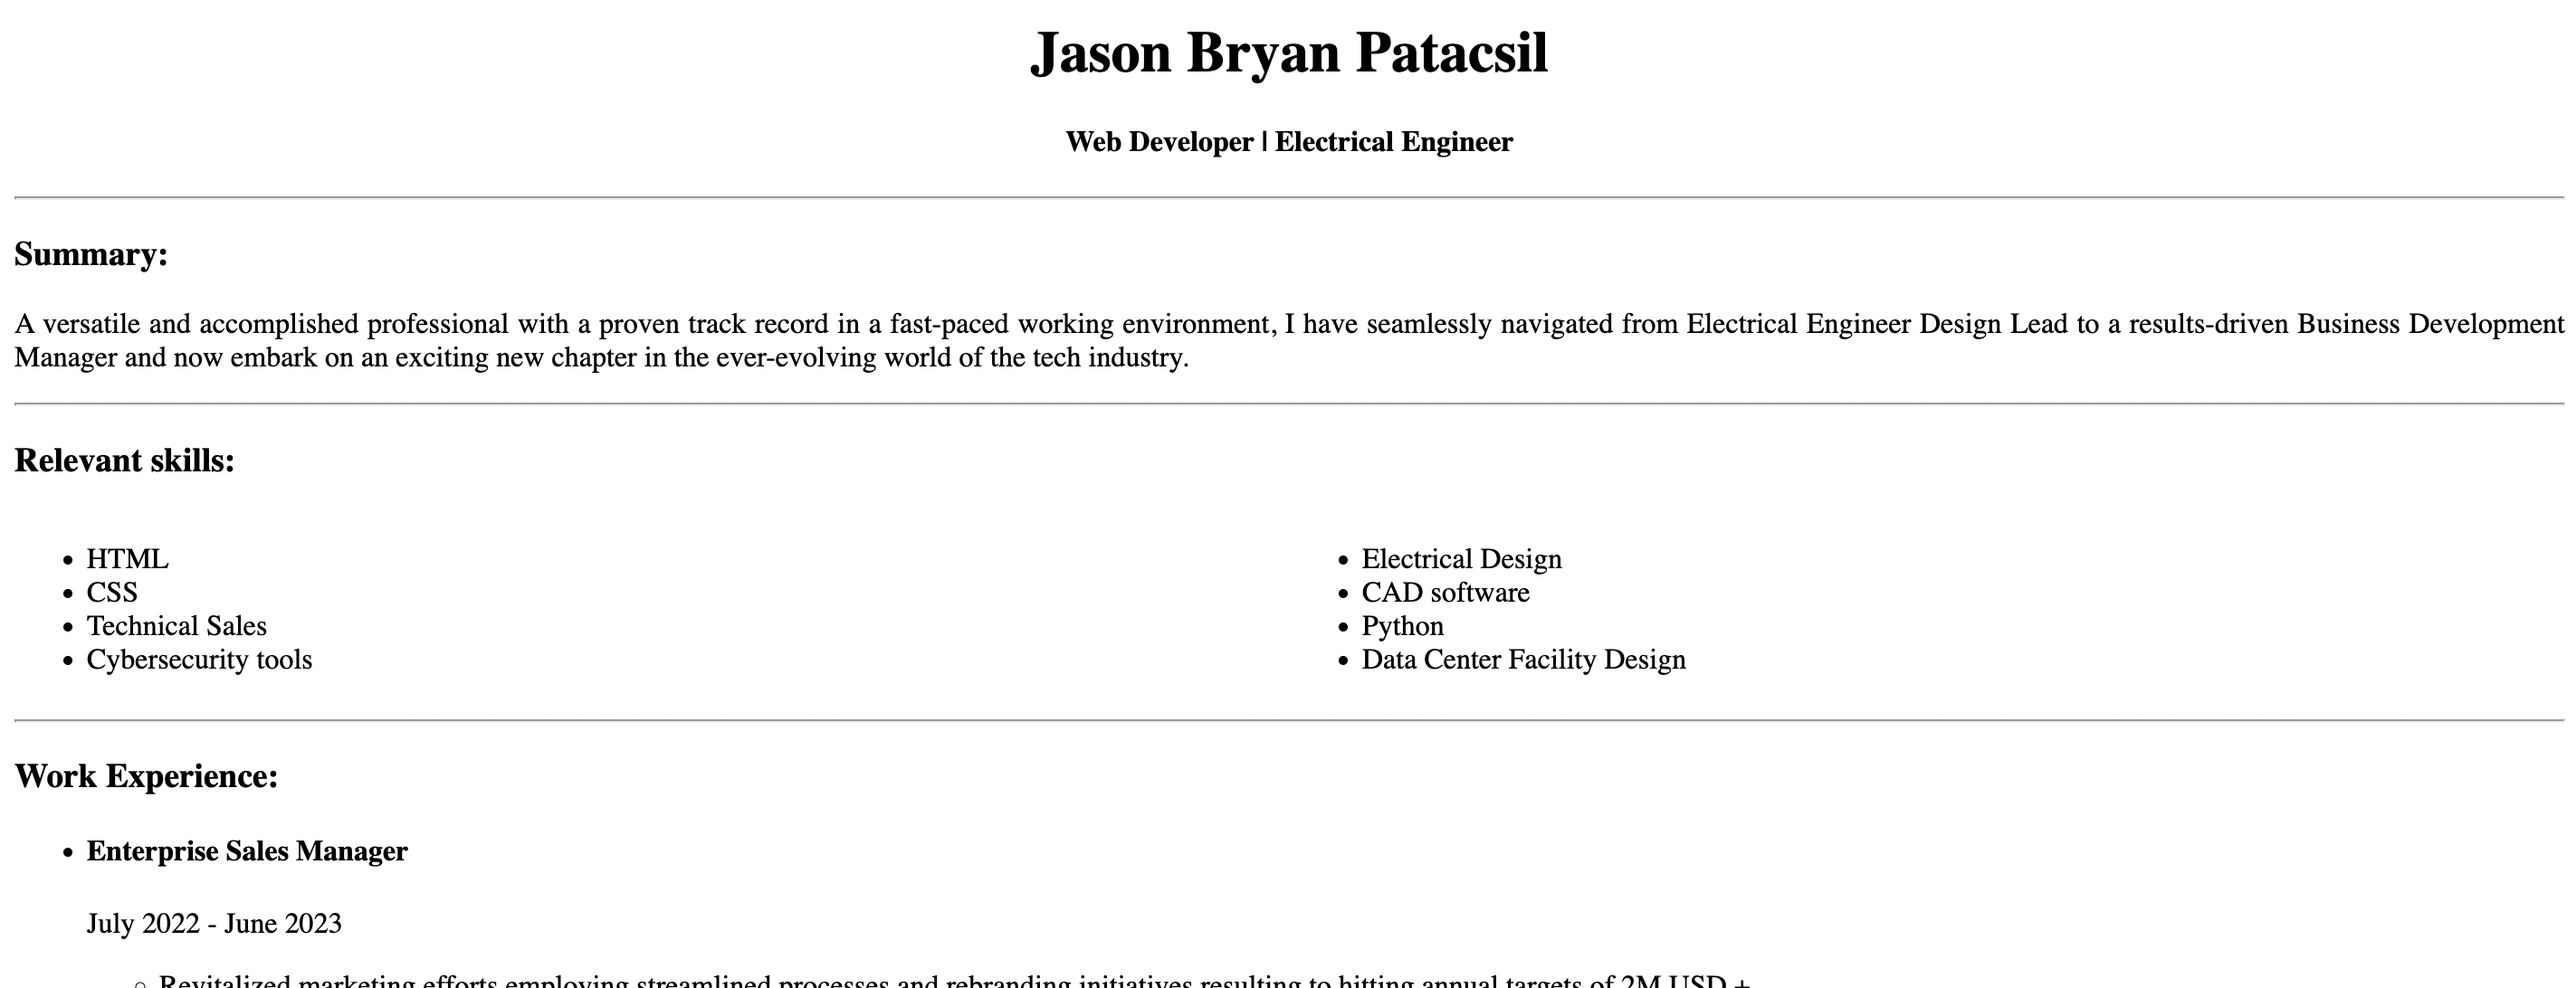 Jason Bryan Patacsil
Web Developer | Electrical Engineer
Summary:
A versatile and accomplished professional with a proven track record in a fast-paced working environment, I have seamlessly navigated from Electrical Engineer Design Lead to a results-driven Business Development
Manager and now embark on an exciting new chapter in the ever-evolving world of the tech industry.
Relevant skills:
• HTML
• CSS
• Technical Sales
• Cybersecurity tools
• Electrical Design
• CAD software
• Python
• Data Center Facility Design
Work Experience:
• Enterprise Sales Manager
July 2022 - June 2023
◦ Revitalized marketing efforts employing streamlined processes and rebranding initiatives resulting to hitting annual targets of 2M USD +